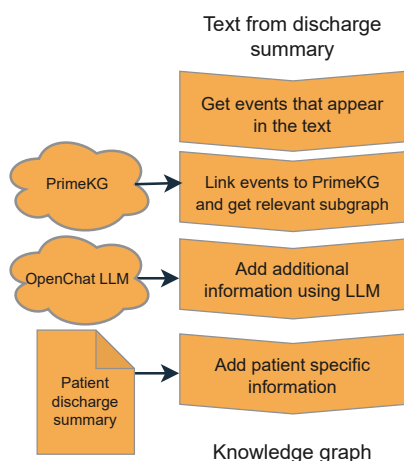 Text from discharge
summary
Get events that appear
in the text
PrimeKG
Link events to PrimeKG
and get relevant subgraph
OpenChat LLM
Add additional
information using LLM
Patient
discharge
summary
Add patient specific
information
Knowledge graph